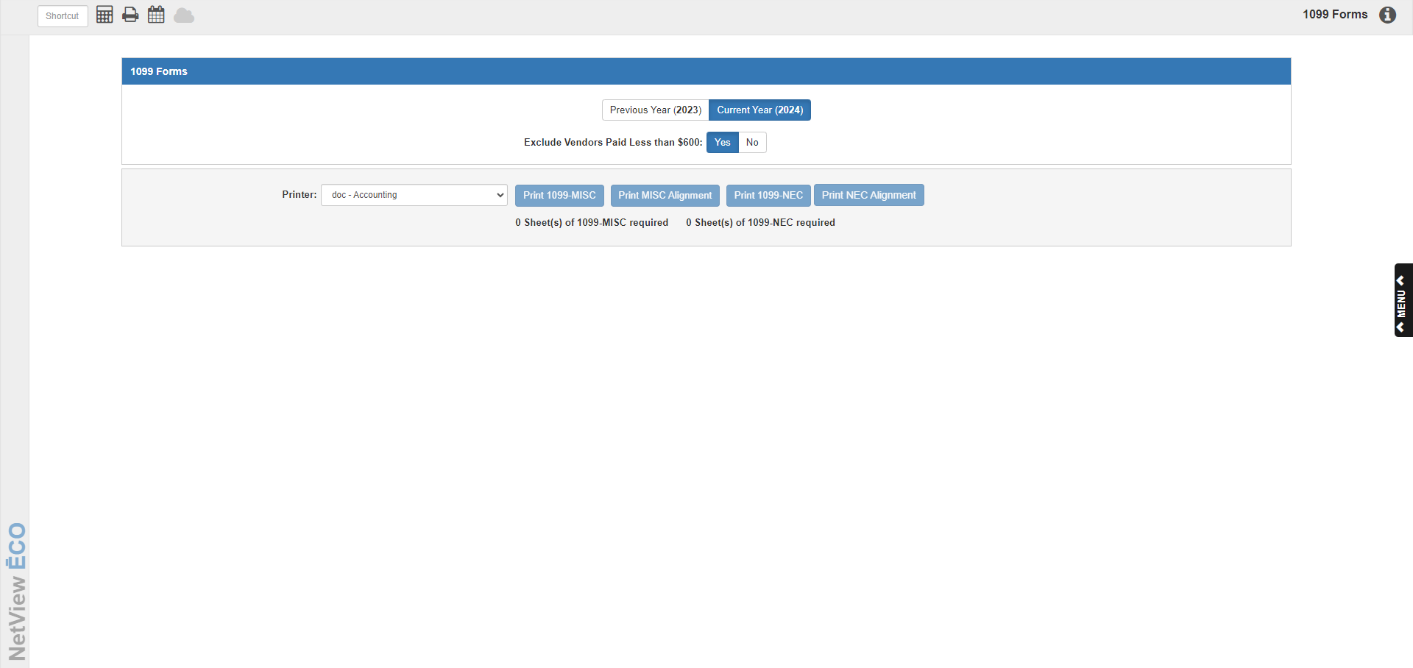 Shortcut
1099 Forms
1099 Forms
Previous Year (2023) Current Year (2024)
Exclude Vendors Paid Less than $600: Yes No
Printer: doc - Accounting Print 1099-MISC Print MISC Alignment Print 1099-NEC Print NEC Alignment
0 Sheet(s) of 1099-MISC required 0 Sheet(s) of 1099-NEC required
MENU
NetView ĒCO